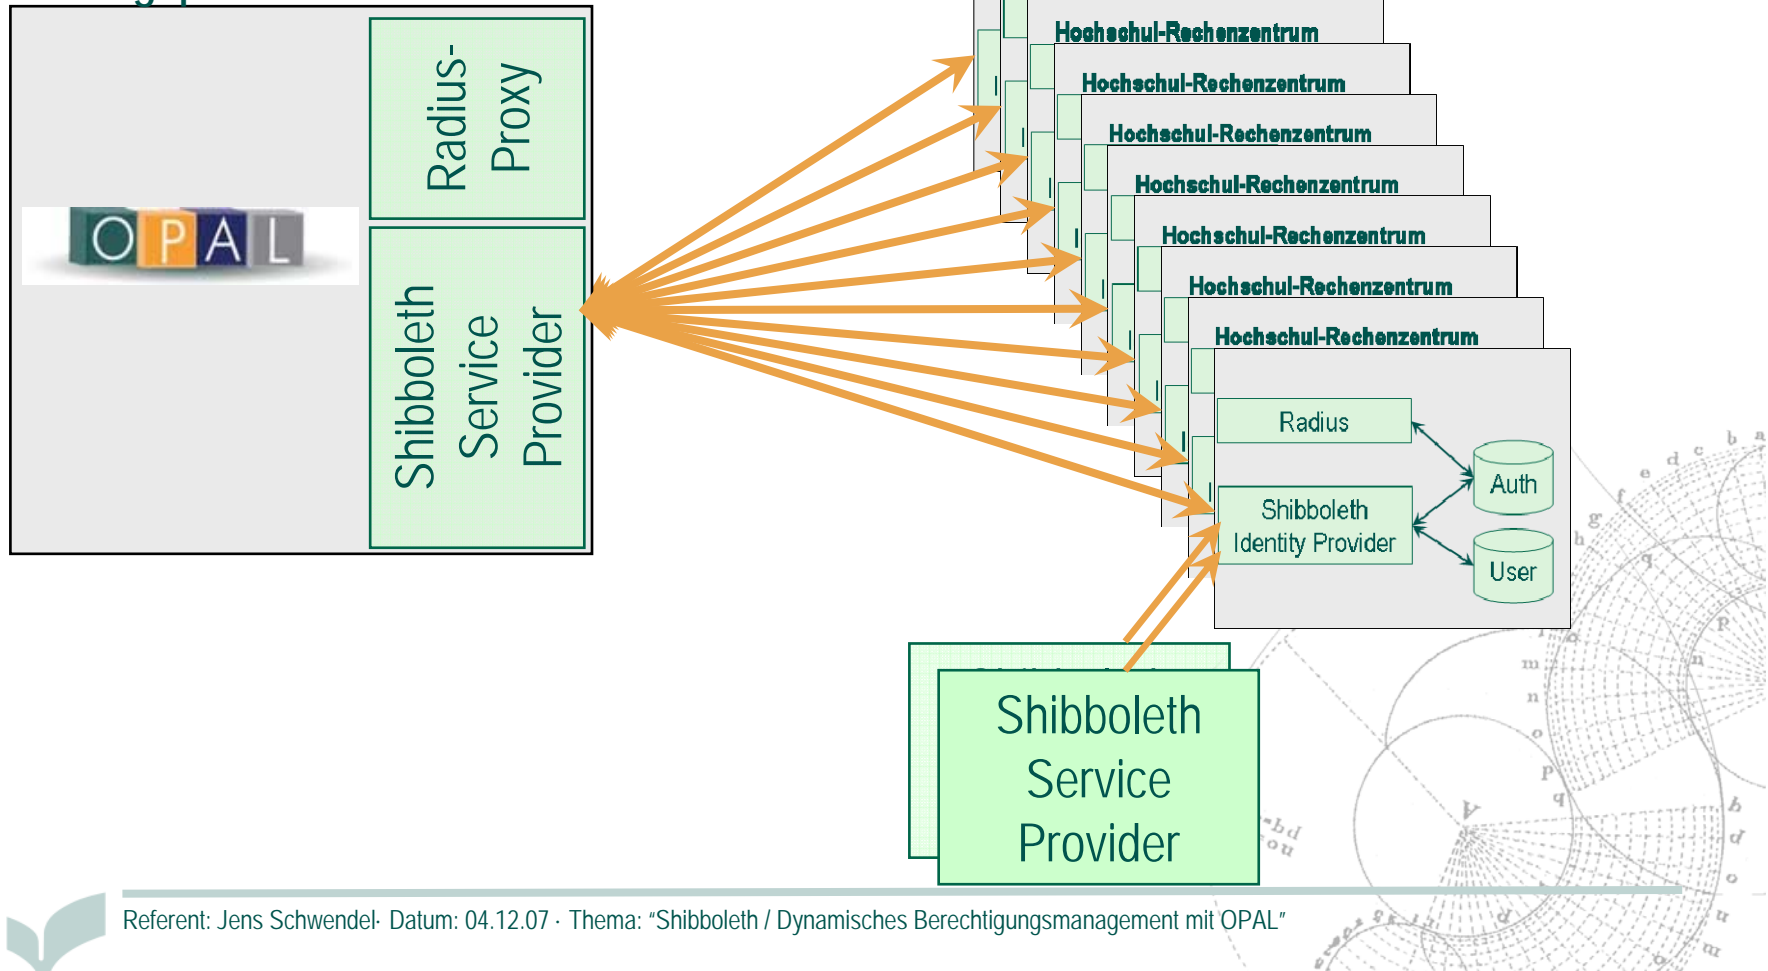 Radius-
Proxy
OPAL
Shibboleth
Service
Provider
Hochschul-Rechenzentrum
Hochschul-Rechenzentrum
Hochschul-Rechenzentrum
Hochschul-Rechenzentrum
Hochschul-Rechenzentrum
Hochschul-Rechenzentrum
Hochschul-Rechenzentrum
Radius
Auth
Shibboleth
Identity Provider
User
Shibboleth
Service
Provider
Referent: Jens Schwendel· Datum: 04.12.07 · Thema: “Shibboleth / Dynamisches Berechtigungsmanagement mit OPAL”